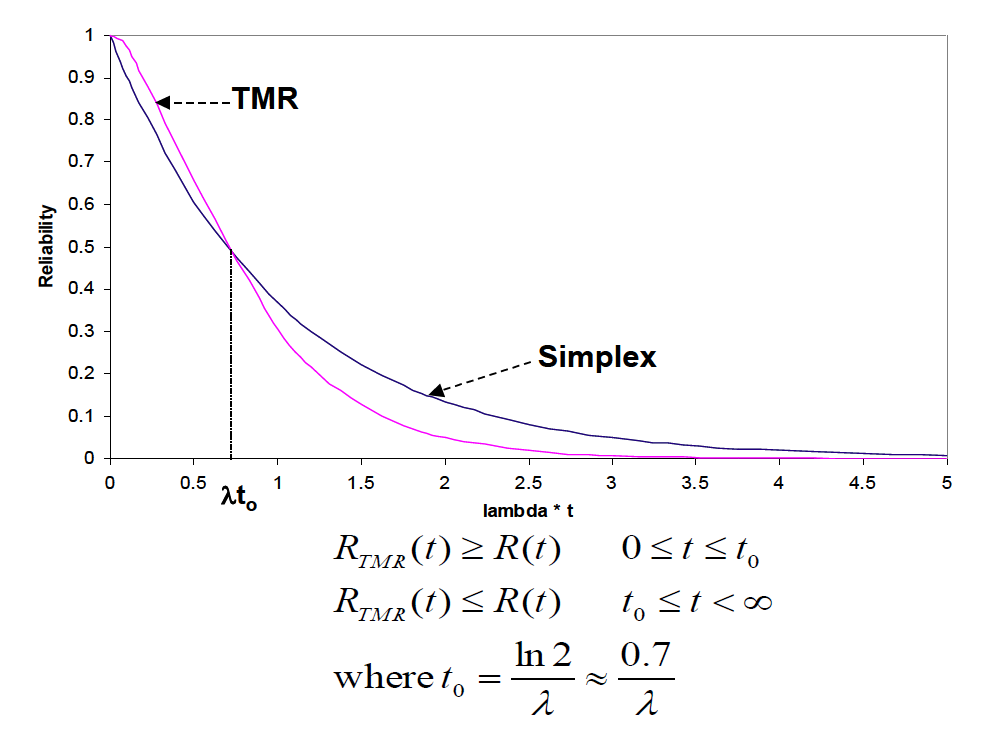 1
0.9
TMR
0.8
0.7
0.6
0.5
Reliability
0.4
0.3
Simplex
0.2
0.1
0
0 0.5 1 1.5 2 2.5 3 3.5 4 4.5 5
λt₀
lambda * t
R_TMR(t) ≥ R(t) 0 ≤ t ≤ t₀
R_TMR(t) ≤ R(t) t₀ ≤ t < ∞
where t₀ = ln 2 / λ ≈ 0.7 / λ